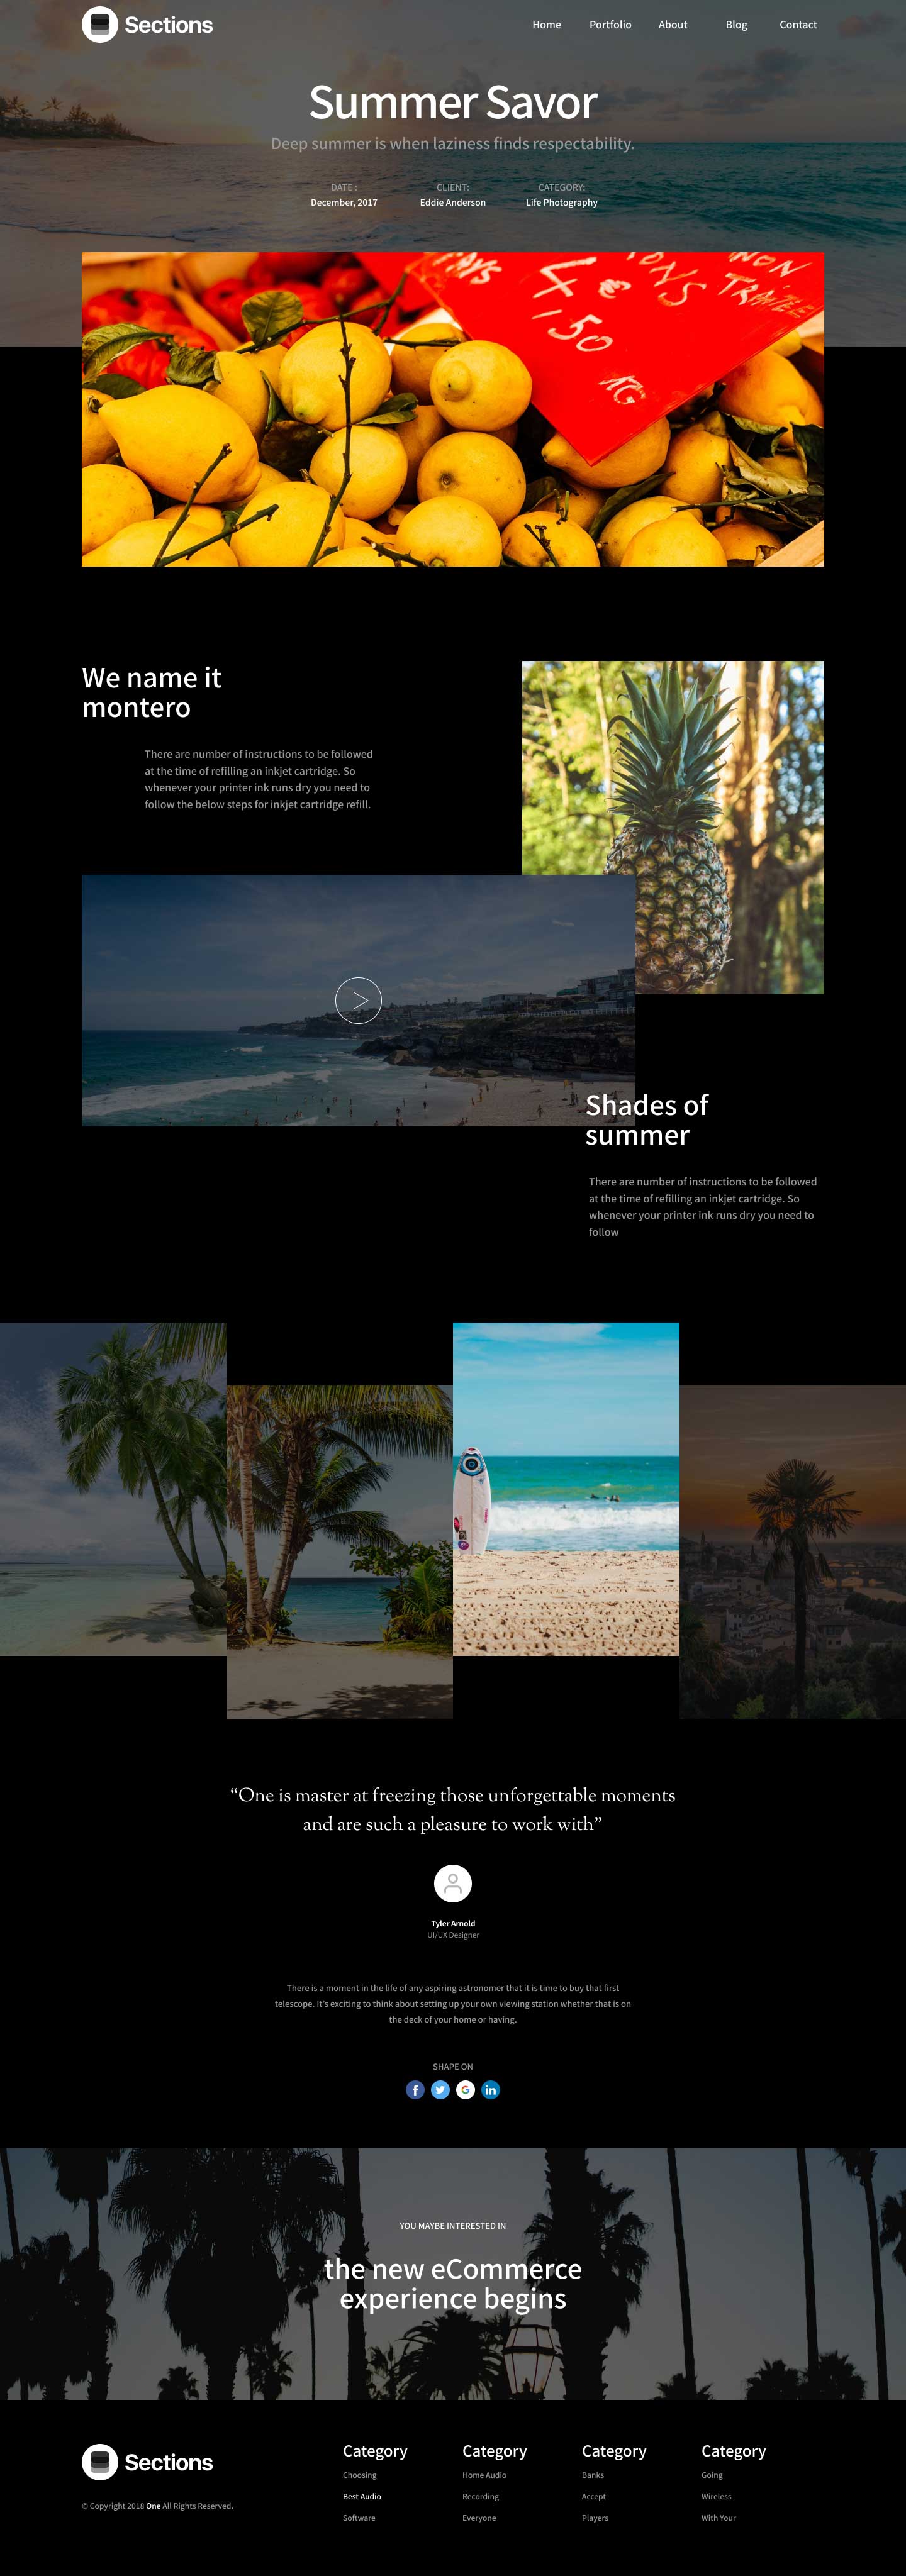 Sections
Home Portfolio About Blog Contact
Summer Savor
Deep summer is when laziness finds respectability.
DATE : CLIENT: CATEGORY:
December, 2017 Eddie Anderson Life Photography
4 €
1,50
KG
NON
TRAITÉE
We name it
montero
There are number of instructions to be followed
at the time of refilling an inkjet cartridge. So
whenever your printer ink runs dry you need to
follow the below steps for inkjet cartridge refill.
Shades of
summer
There are number of instructions to be followed
at the time of refilling an inkjet cartridge. So
whenever your printer ink runs dry you need to
follow
“One is master at freezing those unforgettable moments
and are such a pleasure to work with”
Tyler Arnold
UI/UX Designer
There is a moment in the life of any aspiring astronomer that it is time to buy that first
telescope. It’s exciting to think about setting up your own viewing station whether that is on
the deck of your home or having.
SHAPE ON
YOU MAYBE INTERESTED IN
the new eCommerce
experience begins
Sections
© Copyright 2018 One All Rights Reserved.
Category Category Category Category
Choosing Home Audio Banks Going
Best Audio Recording Accept Wireless
Software Everyone Players With Your